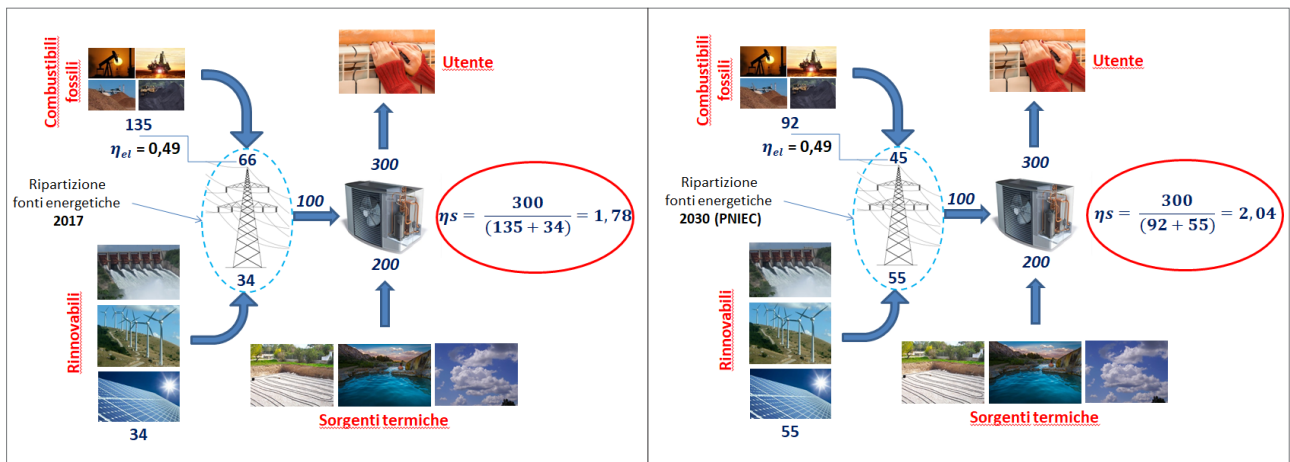 Combustibili
fossili
135
η_el = 0,49
66
Ripartizione
fonti energetiche
2017
Rinnovabili
34
34
100
Utente
300
200
ηs = 300 / (135 + 34) = 1,78
Sorgenti termiche
Combustibili
fossili
92
η_el = 0,49
45
Ripartizione
fonti energetiche
2030 (PNIEC)
Rinnovabili
55
55
100
Utente
300
200
ηs = 300 / (92 + 55) = 2,04
Sorgenti termiche